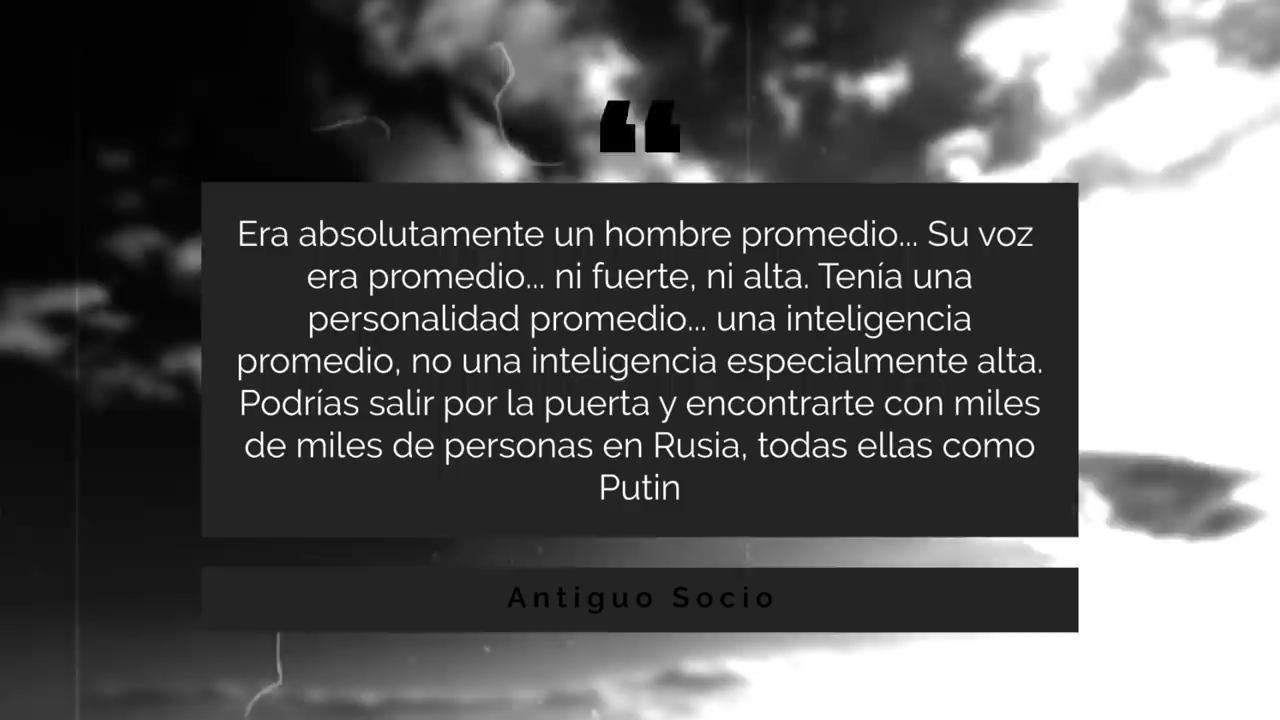 “
Era absolutamente un hombre promedio... Su voz
era promedio... ni fuerte, ni alta. Tenía una
personalidad promedio... una inteligencia
promedio, no una inteligencia especialmente alta.
Podrías salir por la puerta y encontrarte con miles
de miles de personas en Rusia, todas ellas como
Putin
Antiguo Socio